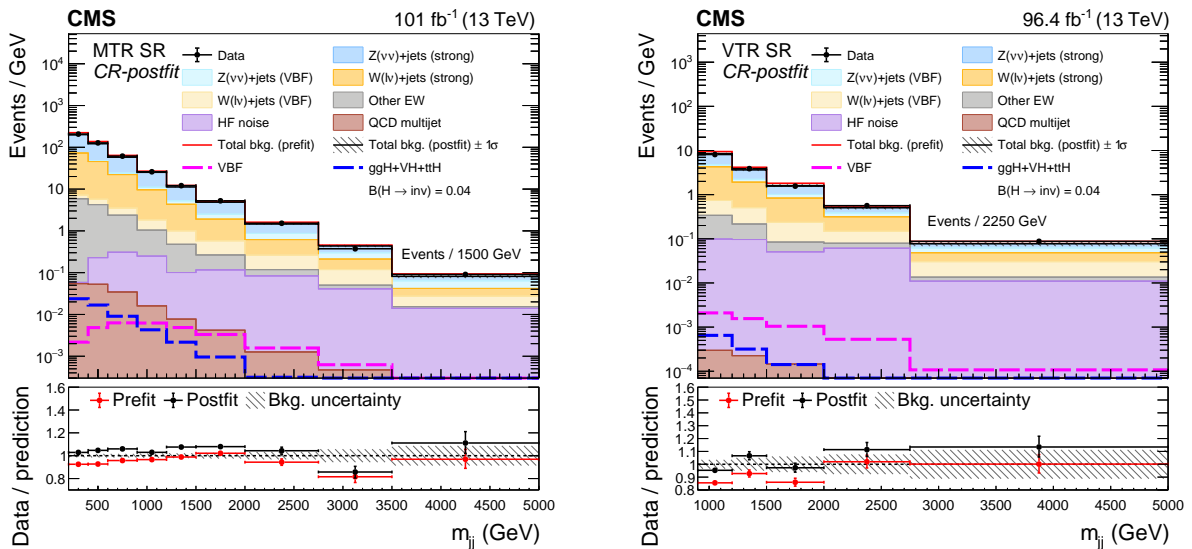 CMS 101 fb⁻¹ (13 TeV)
Events / GeV
10⁴
10³
10²
10
1
10⁻¹
10⁻²
10⁻³
MTR SR
CR-postfit
Data
Z(νν)+jets (strong)
Z(νν)+jets (VBF)
W(lν)+jets (strong)
W(lν)+jets (VBF)
Other EW
HF noise
QCD multijet
Total bkg. (prefit)
Total bkg. (postfit) ± 1σ
VBF
ggH+VH+ttH
B(H → inv) = 0.04
Events / 1500 GeV
Data / prediction
1.6
1.4
1.2
1.0
0.8
Prefit Postfit Bkg. uncertainty
500 1000 1500 2000 2500 3000 3500 4000 4500 5000
m_jj (GeV)
CMS 96.4 fb⁻¹ (13 TeV)
Events / GeV
10⁴
10³
10²
10
1
10⁻¹
10⁻²
10⁻³
10⁻⁴
VTR SR
CR-postfit
Data
Z(νν)+jets (strong)
Z(νν)+jets (VBF)
W(lν)+jets (strong)
W(lν)+jets (VBF)
Other EW
HF noise
QCD multijet
Total bkg. (prefit)
Total bkg. (postfit) ± 1σ
VBF
ggH+VH+ttH
B(H → inv) = 0.04
Events / 2250 GeV
Data / prediction
1.6
1.5
1.4
1.3
1.2
1.1
1.0
0.9
0.8
Prefit Postfit Bkg. uncertainty
1000 1500 2000 2500 3000 3500 4000 4500 5000
m_jj (GeV)